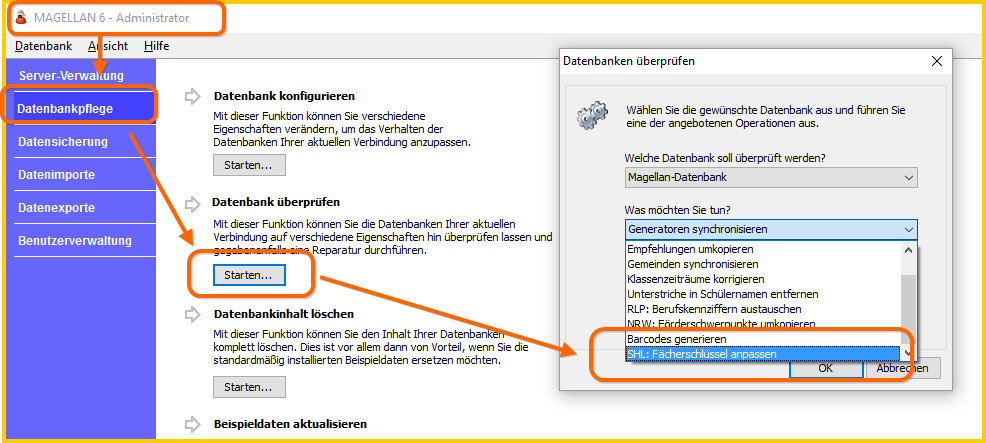 MAGELLAN 6 - Administrator
Datenbank Ansicht Hilfe
Server-Verwaltung
Datenbankpflege
Datensicherung
Datenimporte
Datenexporte
Benutzerverwaltung
Datenbank konfigurieren
Mit dieser Funktion können Sie verschiedene
Eigenschaften verändern, um das Verhalten der
Datenbanken Ihrer aktuellen Verbindung anzupassen.
Starten...
Datenbank überprüfen
Mit dieser Funktion können Sie die Datenbanken Ihrer aktuellen
Verbindung auf verschiedene Eigenschaften hin überprüfen lassen und
gegebenenfalls eine Reparatur durchführen.
Starten...
Datenbankinhalt löschen
Mit dieser Funktion können Sie den Inhalt Ihrer Datenbanken
komplett löschen. Dies ist vor allem dann von Vorteil, wenn Sie die
standardmäßig installierten Beispieldaten ersetzen möchten.
Starten...
Beispieldaten aktualisieren
Datenbanken überprüfen
Wählen Sie die gewünschte Datenbank aus und führen Sie
eine der angebotenen Operationen aus.
Welche Datenbank soll überprüft werden?
Magellan-Datenbank
Was möchten Sie tun?
Generatoren synchronisieren
Empfehlungen umkopieren
Gemeinden synchronisieren
Klassenzeiträume korrigieren
Unterstriche in Schülernamen entfernen
RLP: Berufskennziffern austauschen
NRW: Förderschwerpunkte umkopieren
Barcodes generieren
SHL: Fächerschlüssel anpassen
OK Abbrechen